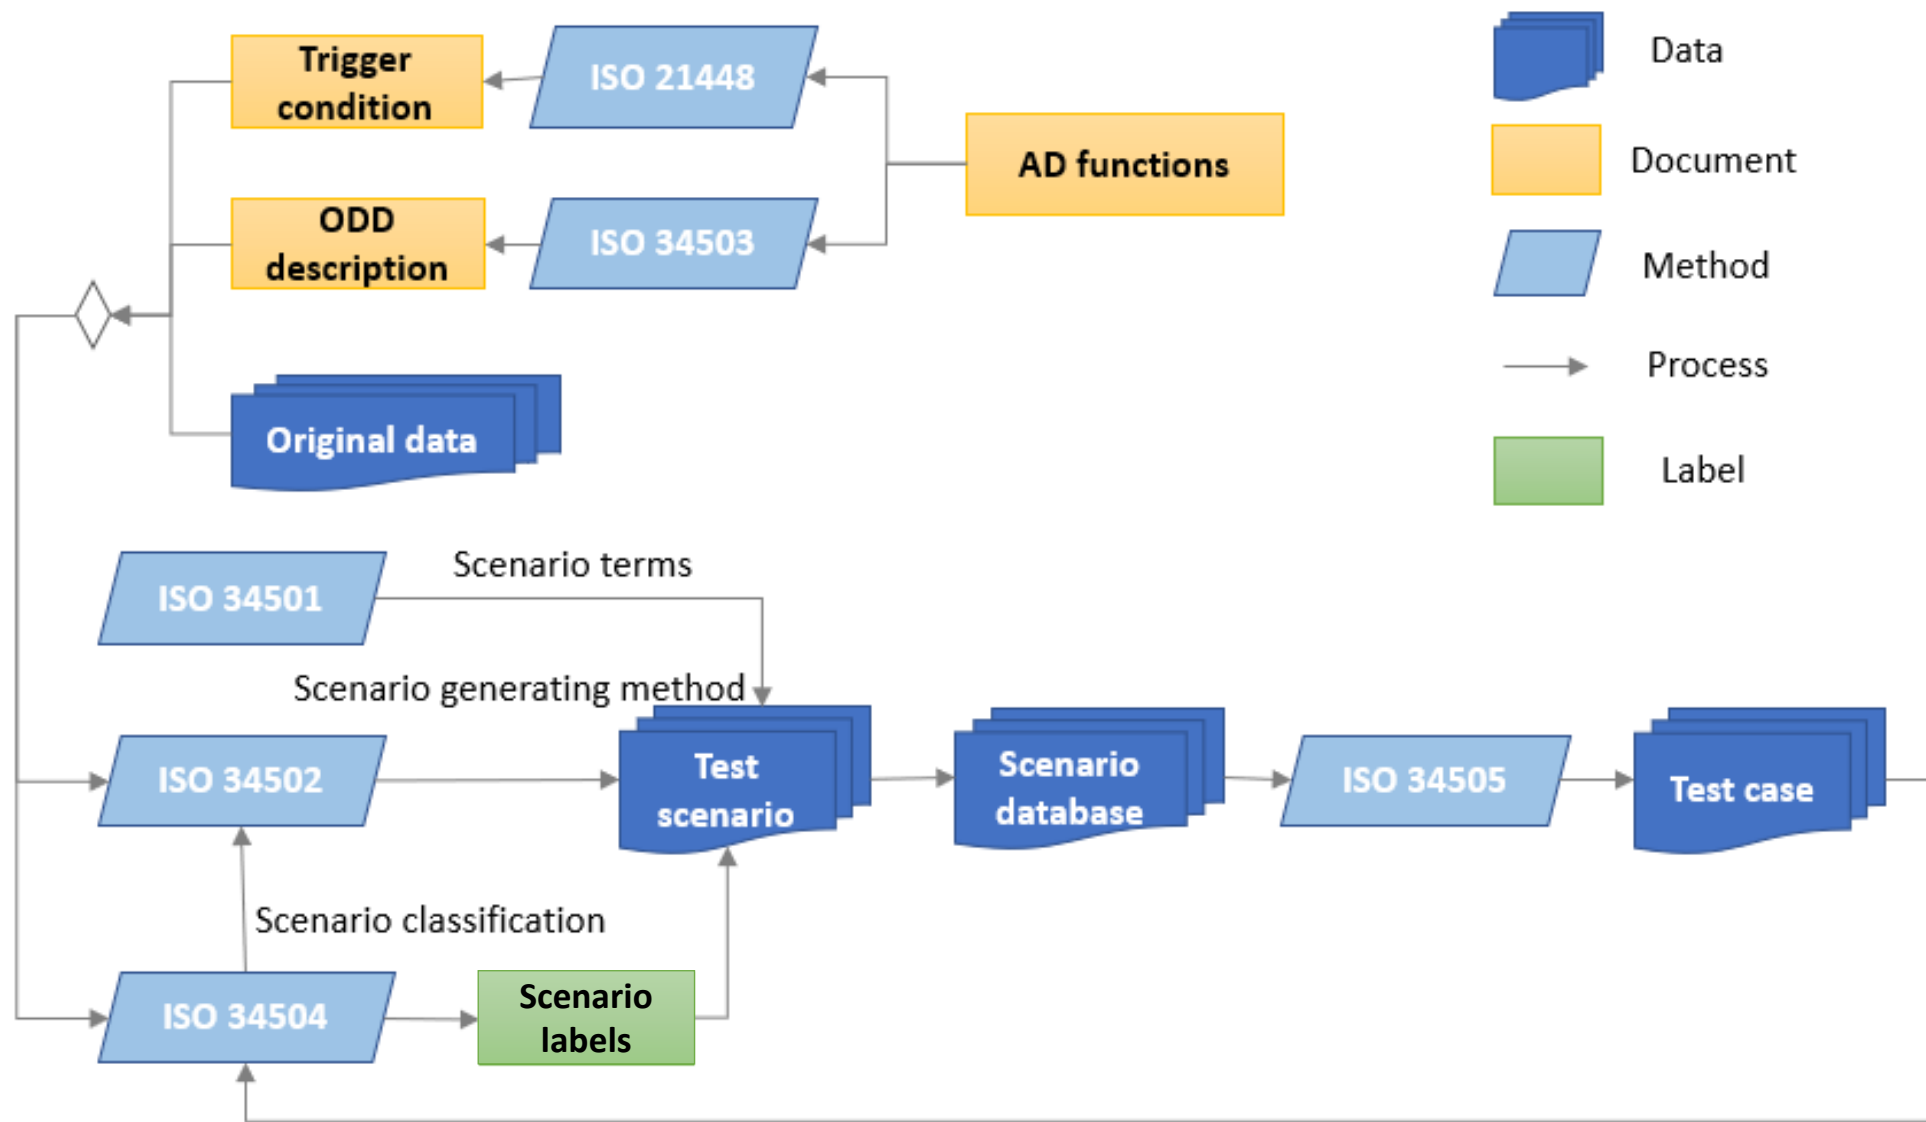 Trigger
condition
ISO 21448
AD functions
ODD
description
ISO 34503
Original data
Data
Document
Method
Process
Label
ISO 34501
Scenario terms
Scenario generating method
ISO 34502
Test
scenario
Scenario
database
ISO 34505
Test case
Scenario classification
ISO 34504
Scenario
labels